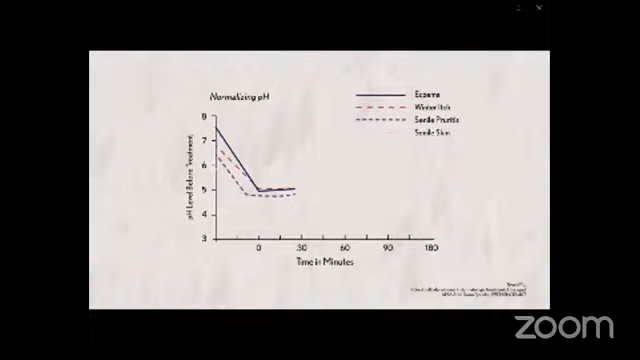 Normalizing pH
Eczema
Winter Itch
Senile Pruritis
Senile Skin
8
7
6
5
4
3
pH Level Before Treatment
0 30 60 90 180
Time in Minutes
zoom